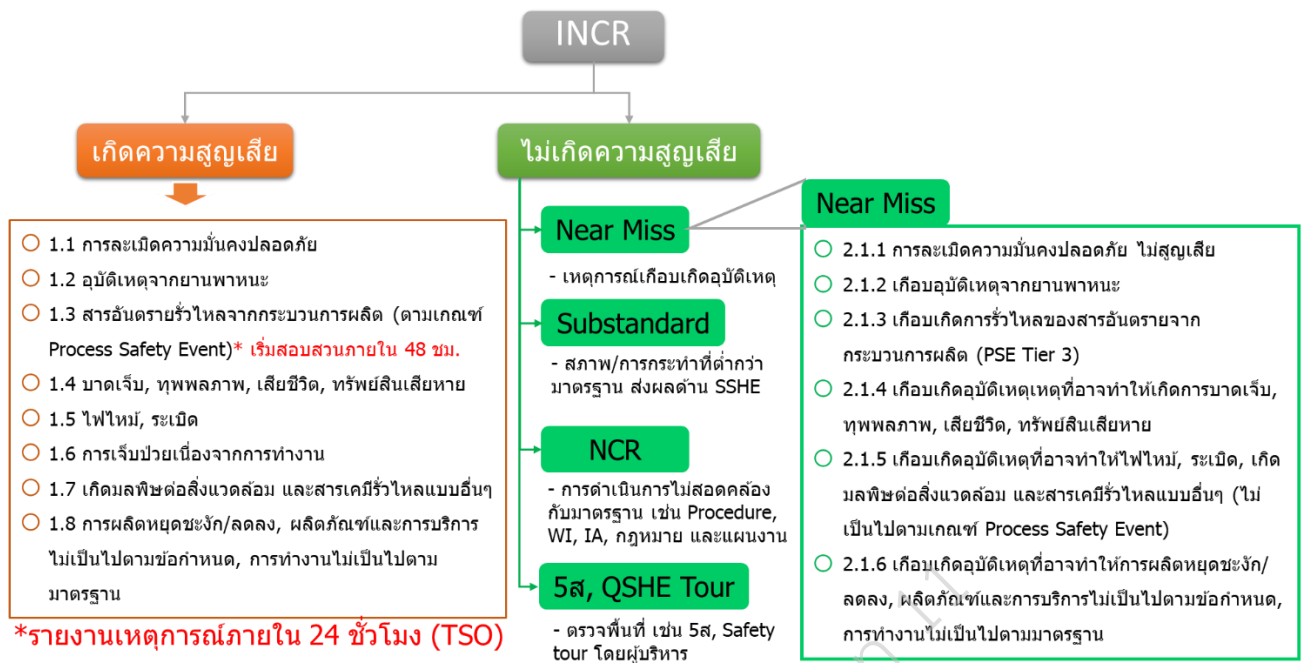 INCR
เกิดความสูญเสีย
1.1 การละเมิดความมั่นคงปลอดภัย
1.2 อุบัติเหตุจากยานพาหนะ
1.3 สารอันตรายรั่วไหลจากกระบวนการผลิต (ตามเกณฑ์
Process Safety Event)* เริ่มสอบสวนภายใน 48 ชม.
1.4 บาดเจ็บ, ทุพพลภาพ, เสียชีวิต, ทรัพย์สินเสียหาย
1.5 ไฟไหม้, ระเบิด
1.6 การเจ็บป่วยเนื่องจากการทำงาน
1.7 เกิดมลพิษต่อสิ่งแวดล้อม และสารเคมีรั่วไหลแบบอื่นๆ
1.8 การผลิตหยุดชะงัก/ลดลง, ผลิตภัณฑ์และการบริการ
ไม่เป็นไปตามข้อกำหนด, การทำงานไม่เป็นไปตาม
มาตรฐาน
*รายงานเหตุการณ์ภายใน 24 ชั่วโมง (TSO)
ไม่เกิดความสูญเสีย
Near Miss
- เหตุการณ์เกือบเกิดอุบัติเหตุ
Substandard
- สภาพ/การกระทำที่ต่ำกว่า
มาตรฐาน ส่งผลด้าน SSHE
NCR
- การดำเนินการไม่สอดคล้อง
กับมาตรฐาน เช่น Procedure,
WI, IA, กฎหมาย และแผนงาน
5ส, QSHE Tour
- ตรวจพื้นที่ เช่น 5ส, Safety
tour โดยผู้บริหาร
Near Miss
2.1.1 การละเมิดความมั่นคงปลอดภัย ไม่สูญเสีย
2.1.2 เกือบอุบัติเหตุจากยานพาหนะ
2.1.3 เกือบเกิดการรั่วไหลของสารอันตรายจาก
กระบวนการผลิต (PSE Tier 3)
2.1.4 เกือบเกิดอุบัติเหตุเหตุที่อาจทำให้เกิดการบาดเจ็บ,
ทุพพลภาพ, เสียชีวิต, ทรัพย์สินเสียหาย
2.1.5 เกือบเกิดอุบัติเหตุที่อาจทำให้ไฟไหม้, ระเบิด, เกิด
มลพิษต่อสิ่งแวดล้อม และสารเคมีรั่วไหลแบบอื่นๆ (ไม่
เป็นไปตามเกณฑ์ Process Safety Event)
2.1.6 เกือบเกิดอุบัติเหตุที่อาจทำให้การผลิตหยุดชะงัก/
ลดลง, ผลิตภัณฑ์และการบริการไม่เป็นไปตามข้อกำหนด,
การทำงานไม่เป็นไปตามมาตรฐาน